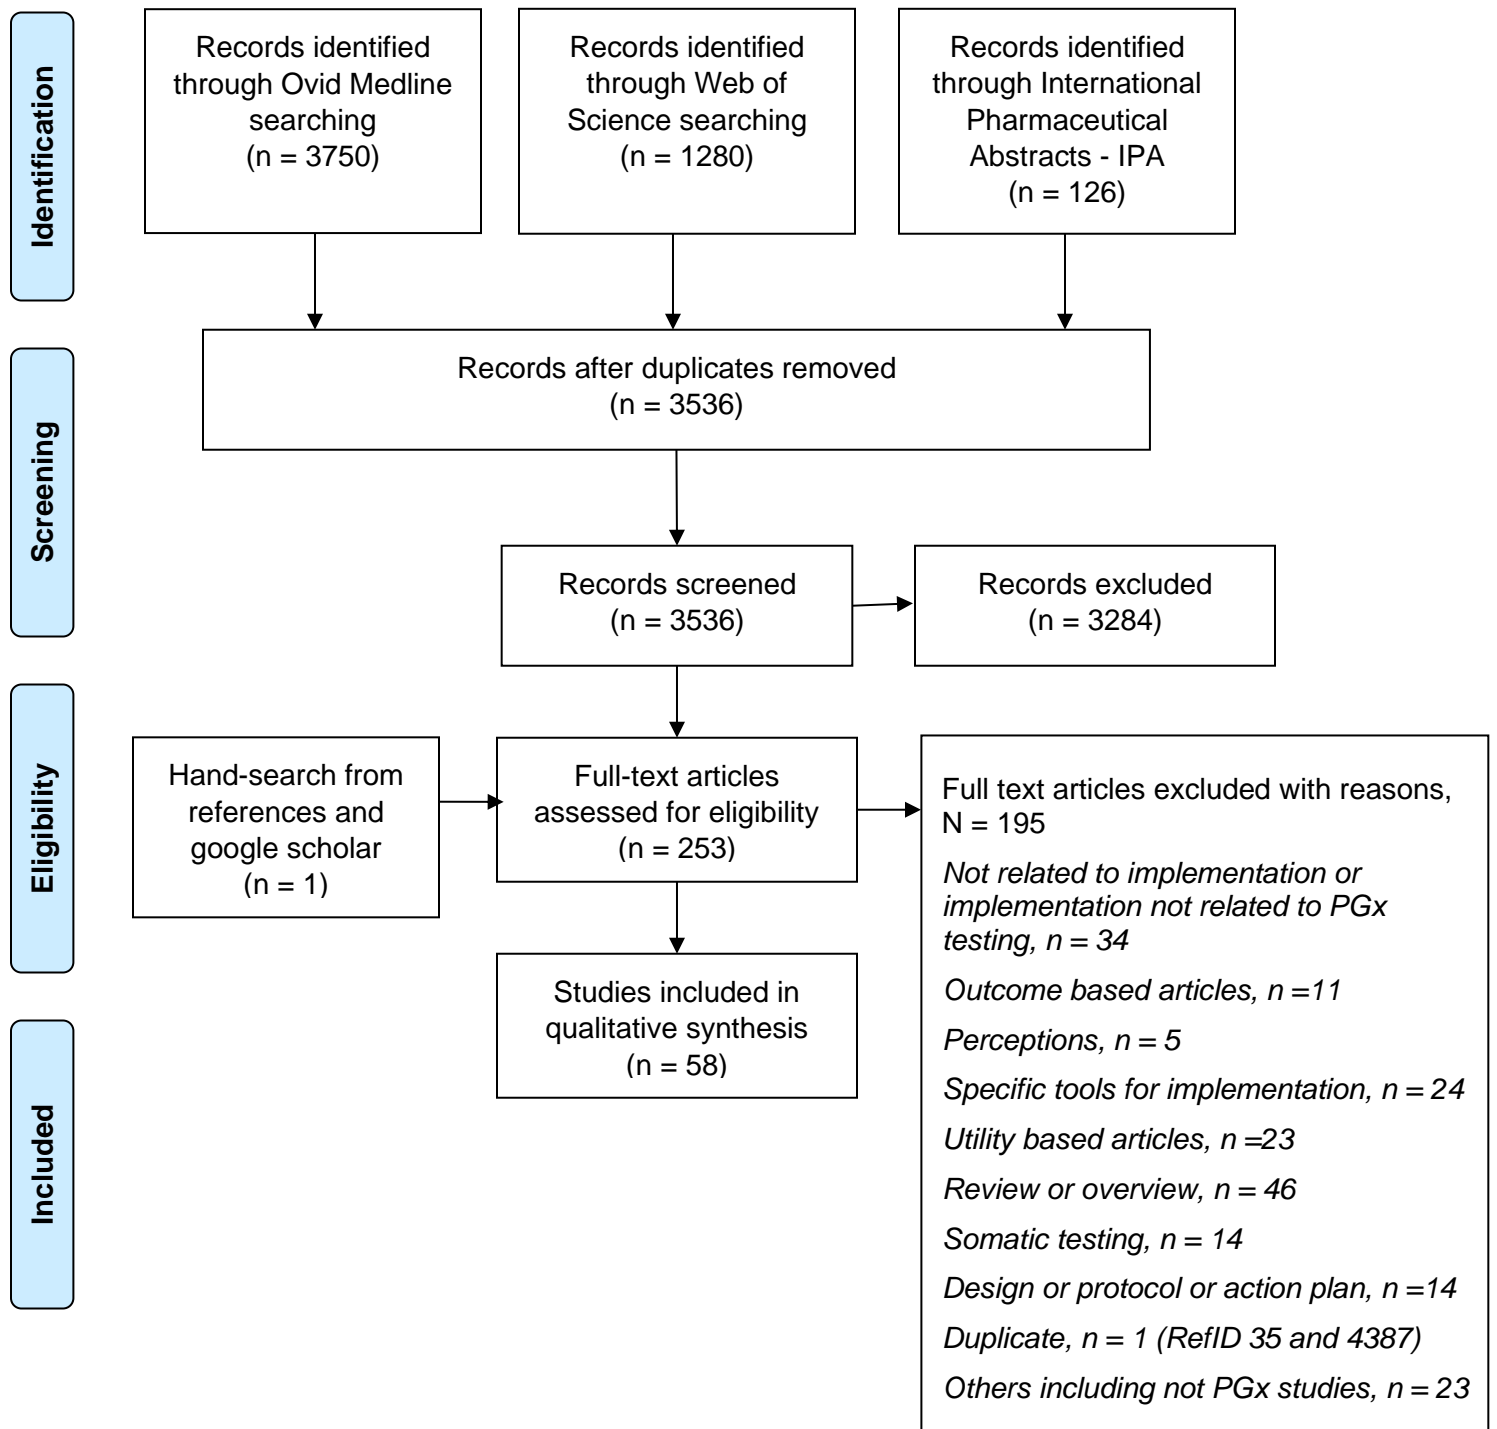 Identification
Records identified
through Ovid Medline
searching
(n = 3750)
Records identified
through Web of
Science searching
(n = 1280)
Records identified
through International
Pharmaceutical
Abstracts - IPA
(n = 126)
Screening
Records after duplicates removed
(n = 3536)
Records screened
(n = 3536)
Records excluded
(n = 3284)
Eligibility
Hand-search from
references and
google scholar
(n = 1)
Full-text articles
assessed for eligibility
(n = 253)
Full text articles excluded with reasons,
N = 195
Not related to implementation or
implementation not related to PGx
testing, n = 34
Outcome based articles, n =11
Perceptions, n = 5
Specific tools for implementation, n = 24
Utility based articles, n =23
Review or overview, n = 46
Somatic testing, n = 14
Design or protocol or action plan, n =14
Duplicate, n = 1 (RefID 35 and 4387)
Others including not PGx studies, n = 23
Included
Studies included in
qualitative synthesis
(n = 58)